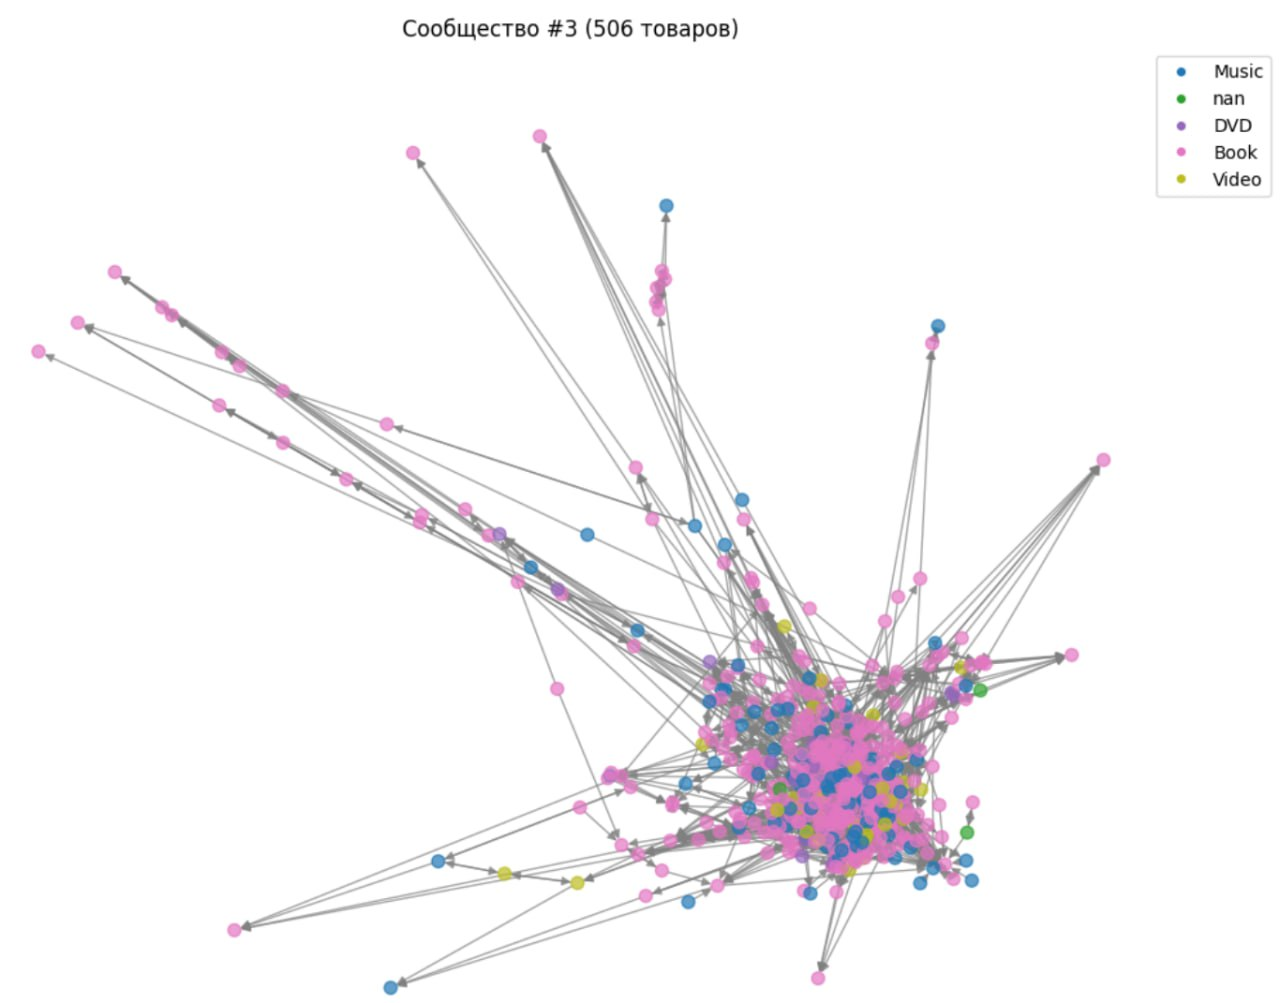 Сообщество #3 (506 товаров)
Music
nan
DVD
Book
Video